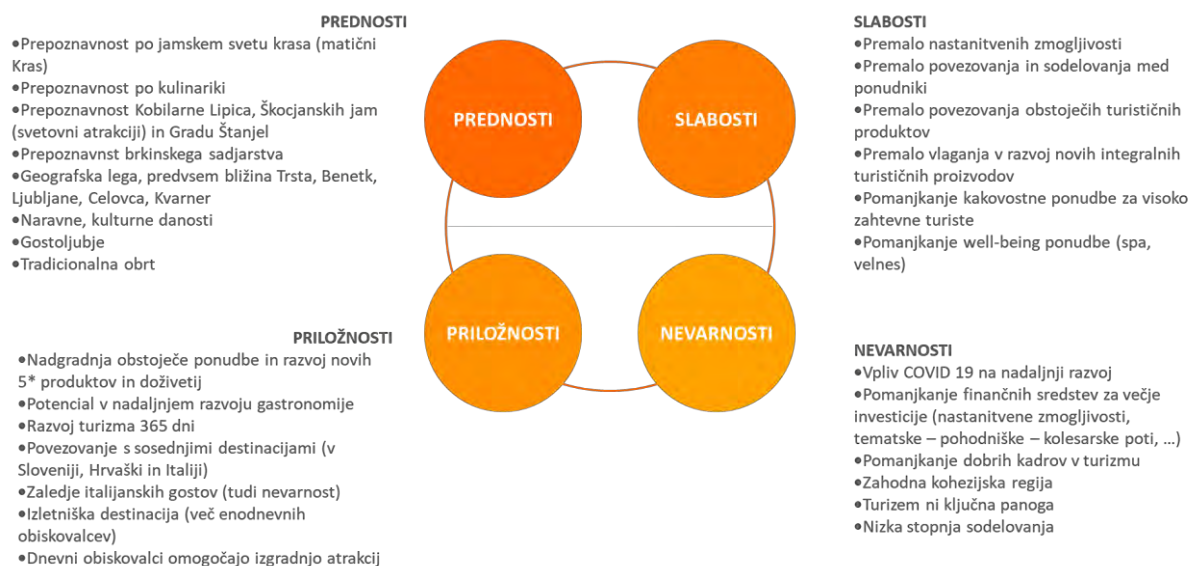 PREDNOSTI
•Prepoznavnost po jamskem svetu krasa (matični
Kras)
•Prepoznavnost po kulinariki
•Prepoznavnost Kobilarne Lipica, Škocjanskih jam
(svetovni atrakciji) in Gradu Štanjel
•Prepoznavnst brkinskega sadjarstva
•Geografska lega, predvsem bližina Trsta, Benetk,
Ljubljane, Celovca, Kvarner
•Naravne, kulturne danosti
•Gostoljubje
•Tradicionalna obrt
PREDNOSTI
SLABOSTI
SLABOSTI
•Premalo nastanitvenih zmogljivosti
•Premalo povezovanja in sodelovanja med
ponudniki
•Premalo povezovanja obstoječih turističnih
produktov
•Premalo vlaganja v razvoj novih integralnih
turističnih proizvodov
•Pomanjkanje kakovostne ponudbe za visoko
zahtevne turiste
•Pomanjkanje well-being ponudbe (spa,
velnes)
PRILOŽNOSTI
•Nadgradnja obstoječe ponudbe in razvoj novih
5* produktov in doživetij
•Potencial v nadaljnjem razvoju gastronomije
•Razvoj turizma 365 dni
•Povezovanje s sosednjimi destinacijami (v
Sloveniji, Hrvaški in Italiji)
•Zaledje italijanskih gostov (tudi nevarnost)
•Izletniška destinacija (več enodnevnih
obiskovalcev)
•Dnevni obiskovalci omogočajo izgradnjo atrakcij
PRILOŽNOSTI
NEVARNOSTI
NEVARNOSTI
•Vpliv COVID 19 na nadaljnji razvoj
•Pomanjkanje finančnih sredstev za večje
investicije (nastanitvene zmogljivosti,
tematske – pohodniške – kolesarske poti, …)
•Pomanjkanje dobrih kadrov v turizmu
•Zahodna kohezijska regija
•Turizem ni ključna panoga
•Nizka stopnja sodelovanja